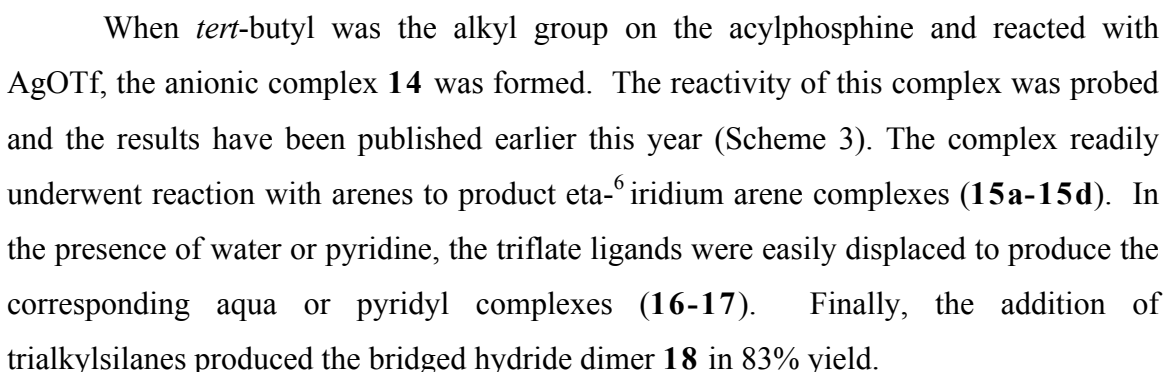 When tert-butyl was the alkyl group on the acylphosphine and reacted with
AgOTf, the anionic complex 14 was formed. The reactivity of this complex was probed
and the results have been published earlier this year (Scheme 3). The complex readily
underwent reaction with arenes to product eta-⁶ iridium arene complexes (15a-15d). In
the presence of water or pyridine, the triflate ligands were easily displaced to produce the
corresponding aqua or pyridyl complexes (16-17). Finally, the addition of
trialkylsilanes produced the bridged hydride dimer 18 in 83% yield.